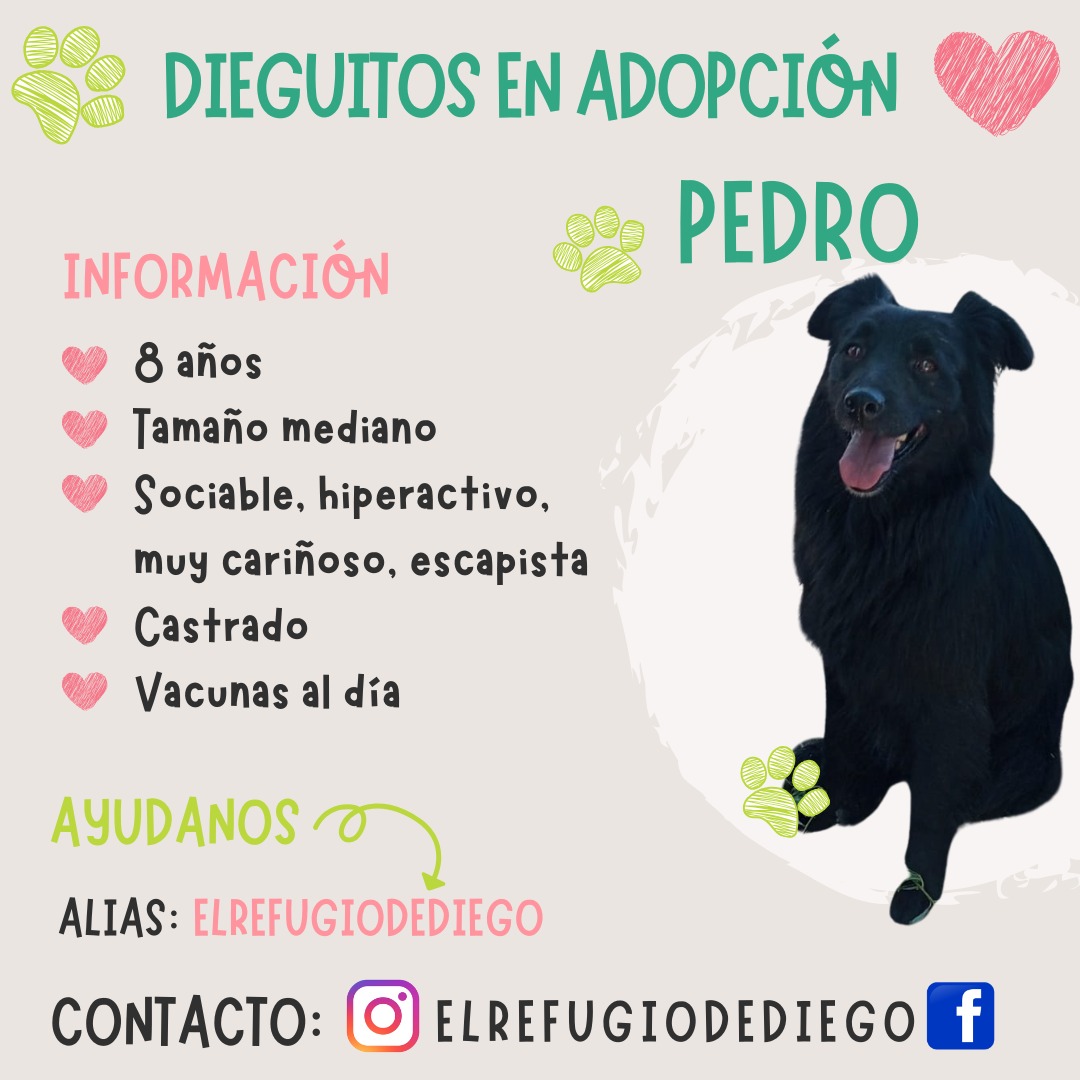 DIEGUITOS EN ADOPCIÓN
PEDRO
INFORMACIÓN
8 años
Tamaño mediano
Sociable, hiperactivo,
muy cariñoso, escapista
Castrado
Vacunas al día
AYUDANOS
ALIAS: ELREFUGIODEDIEGO
CONTACTO: ELREFUGIODEDIEGO